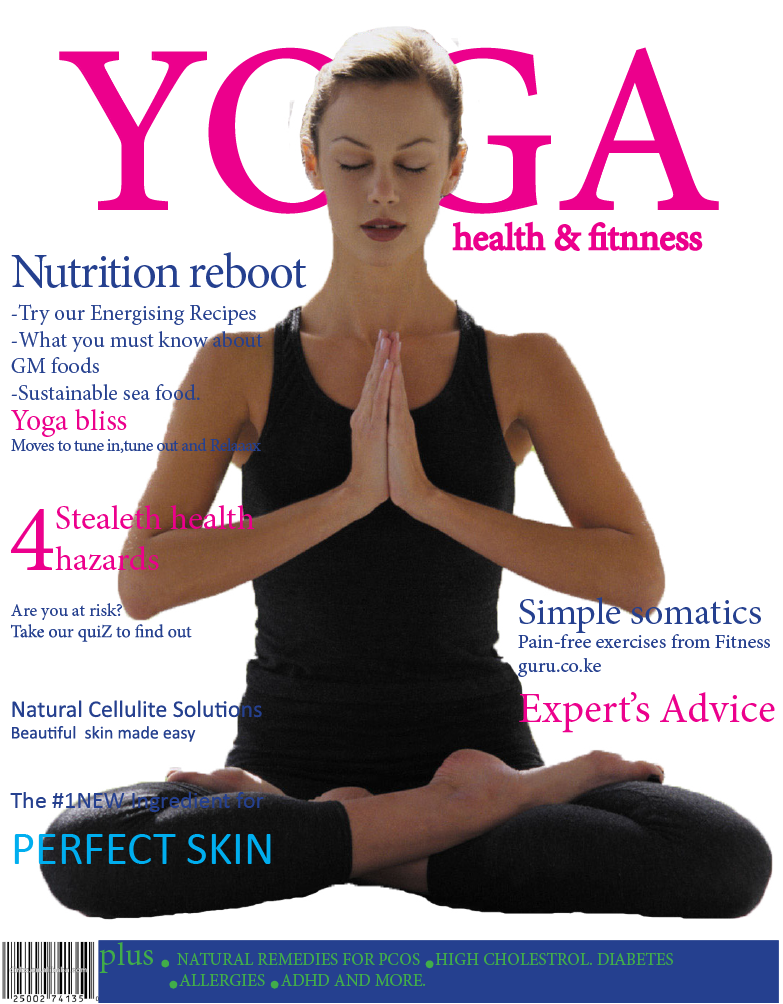 YOGA
health & fitnness
Nutrition reboot
-Try our Energising Recipes
-What you must know about
GM foods
-Sustainable sea food.
Yoga bliss
Moves to tune in,tune out and Relaaax
4 Stealeth health
hazards
Are you at risk?
Take our quiZ to find out
Simple somatics
Pain-free exercises from Fitness
guru.co.ke
Expert's Advice
Natural Cellulite Solutions
Beautiful skin made easy
The #1NEW ingredient for
PERFECT SKIN
plus • NATURAL REMEDIES FOR PCOS •HIGH CHOLESTROL. DIABETES
•ALLERGIES •ADHD AND MORE.
25002 74135